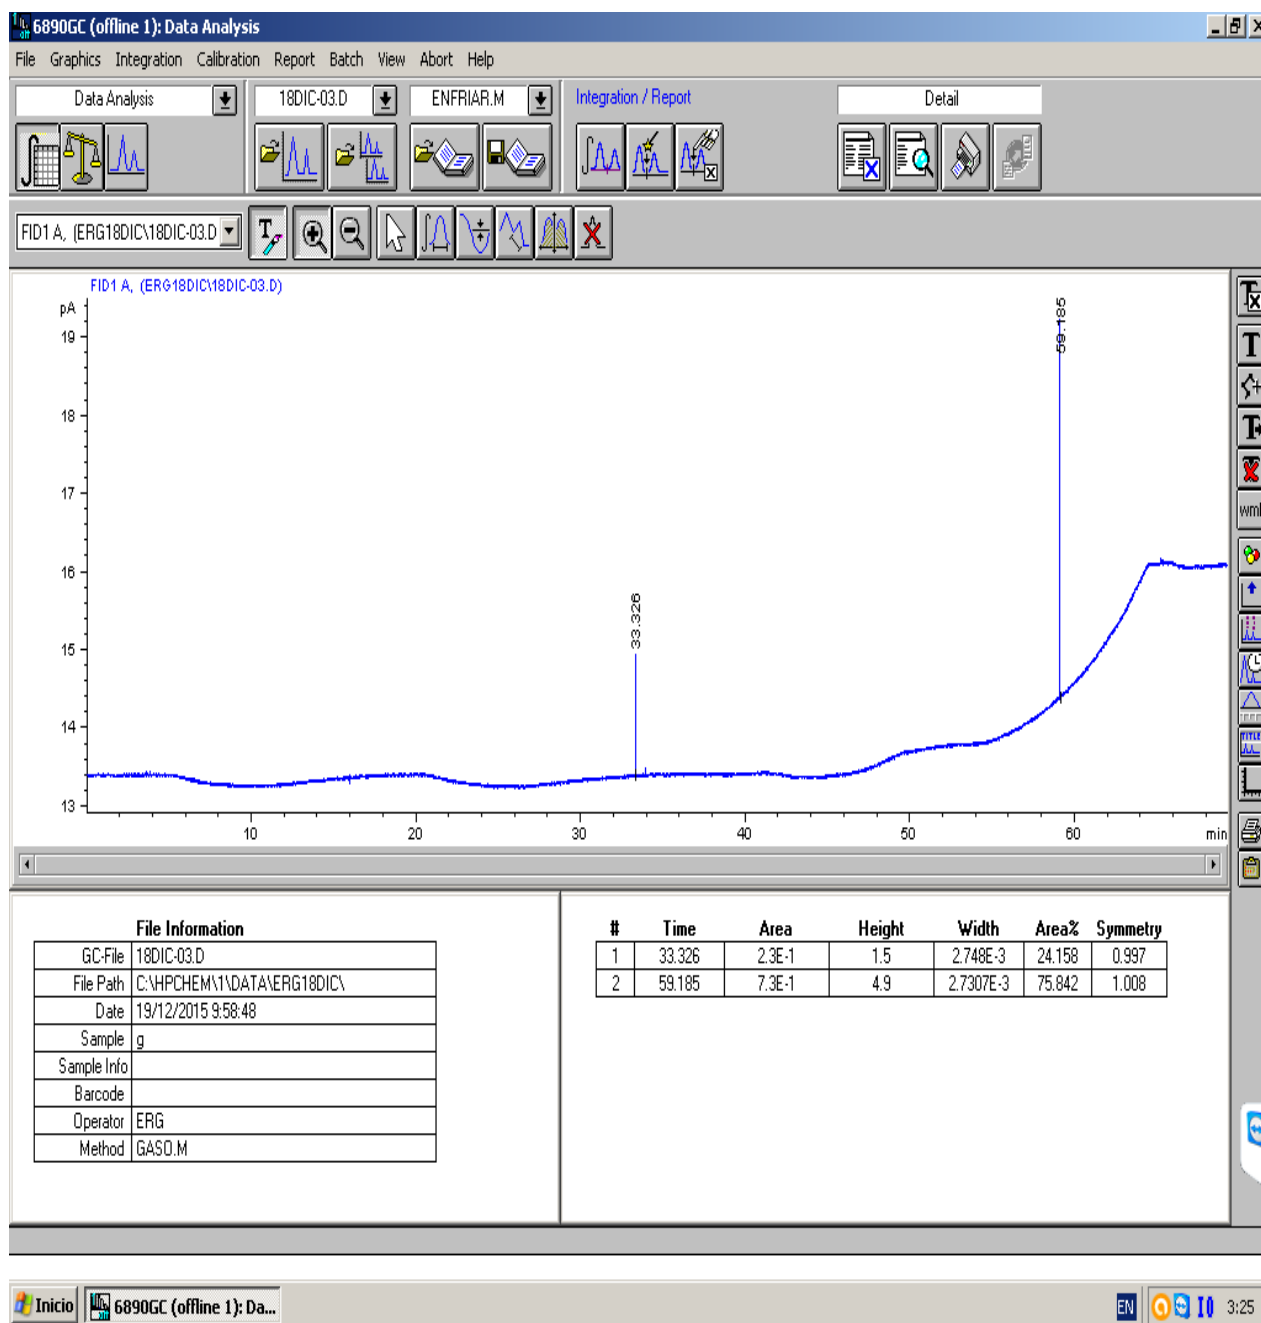 6890GC (offline 1): Data Analysis
File Graphics Integration Calibration Report Batch View Abort Help
Data Analysis 18DIC-03.D ENFRIAR.M Integration / Report Detail
FID1 A, (ERG18DIC\18DIC-03.D
FID1 A, (ERG18DIC\18DIC-03.D)
pA
19
18
17
16
15
14
13
59.185
33.326
10 20 30 40 50 60 min
File Information
GC-File 18DIC-03.D
File Path C:\HPCHEM\1\DATA\ERG18DIC\
Date 19/12/2015 9:58:48
Sample g
Sample Info
Barcode
Operator ERG
Method GASO.M
# Time Area Height Width Area% Symmetry
1 33.326 2.3E-1 1.5 2.748E-3 24.158 0.997
2 59.185 7.3E-1 4.9 2.7307E-3 75.842 1.008
Inicio 6890GC (offline 1): Da... EN 3:25